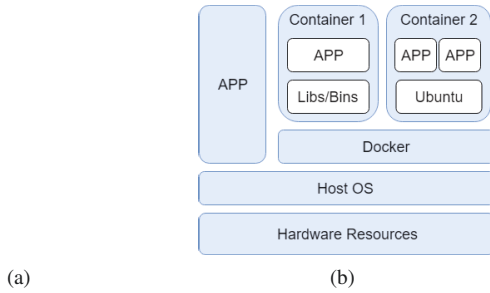 Container 1 Container 2
APP APP APP
APP
Libs/Bins Ubuntu
Docker
Host OS
Hardware Resources
(a) (b)